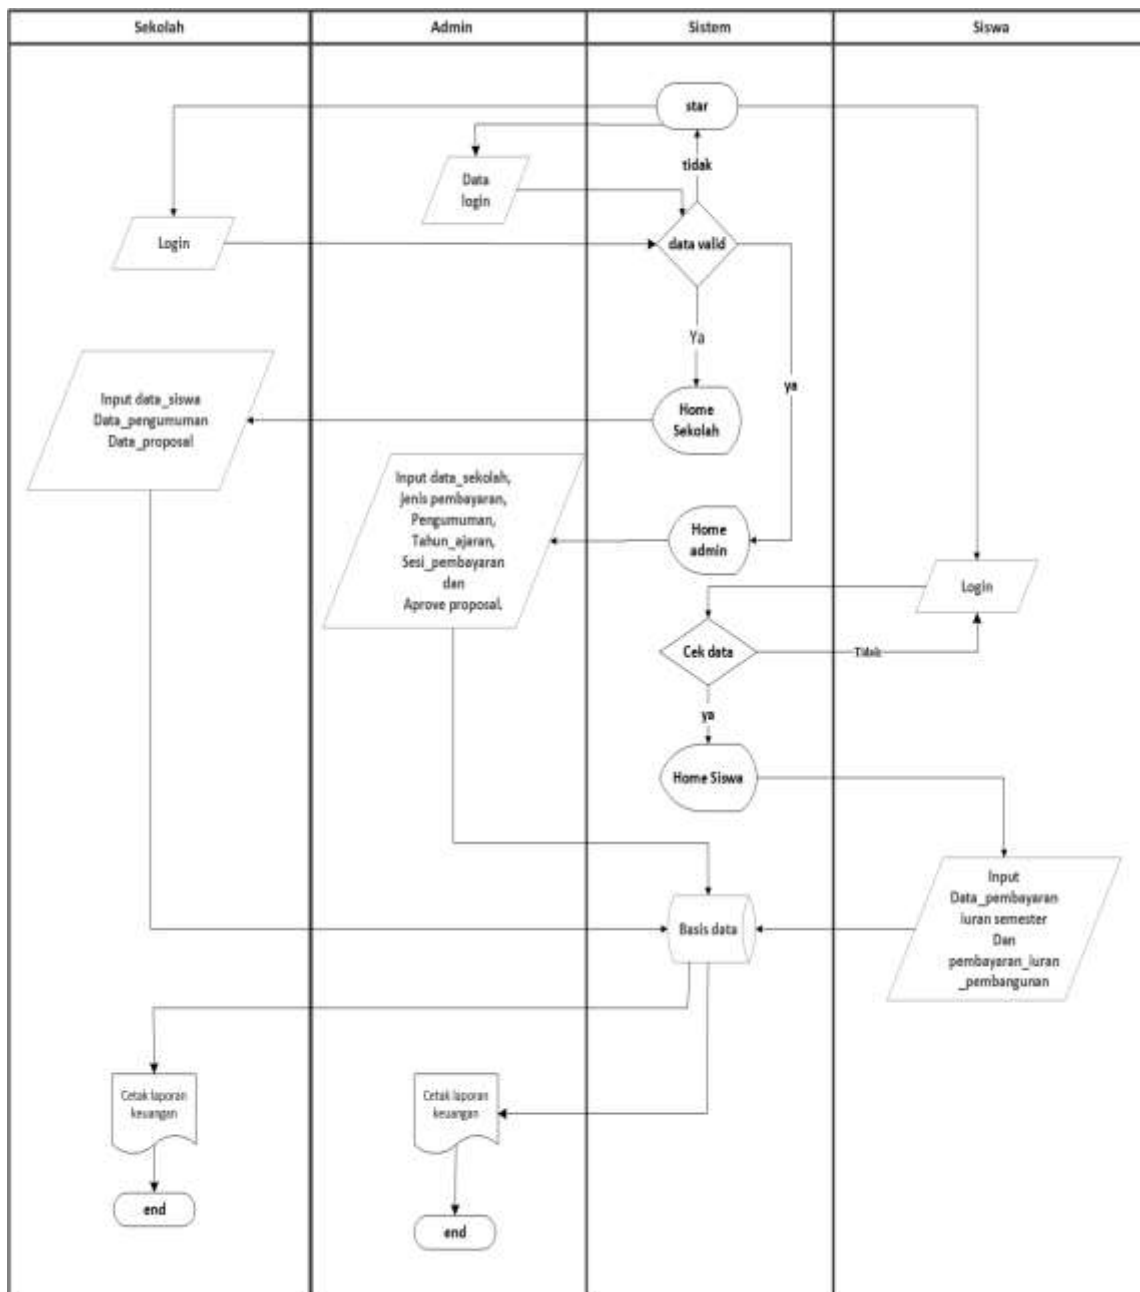 Sekolah
Admin
Sistem
Siswa
star
tidak
Data
login
Login
data valid
Ya
ya
Input data_siswa
Data_pengumuman
Data_proposal
Home
Sekolah
Input data_sekolah,
Jenis pembayaran,
Pengumuman,
Tahun_ajaran,
Sesi_pembayaran
dan
Aprove proposal.
Home
admin
Login
Cek data
Tidak
ya
Home Siswa
Input
Data_pembayaran
iuran semester
Dan
pembayaran_iuran
_pembangunan
Basis data
Cetak laporan
keuangan
Cetak laporan
keuangan
end
end